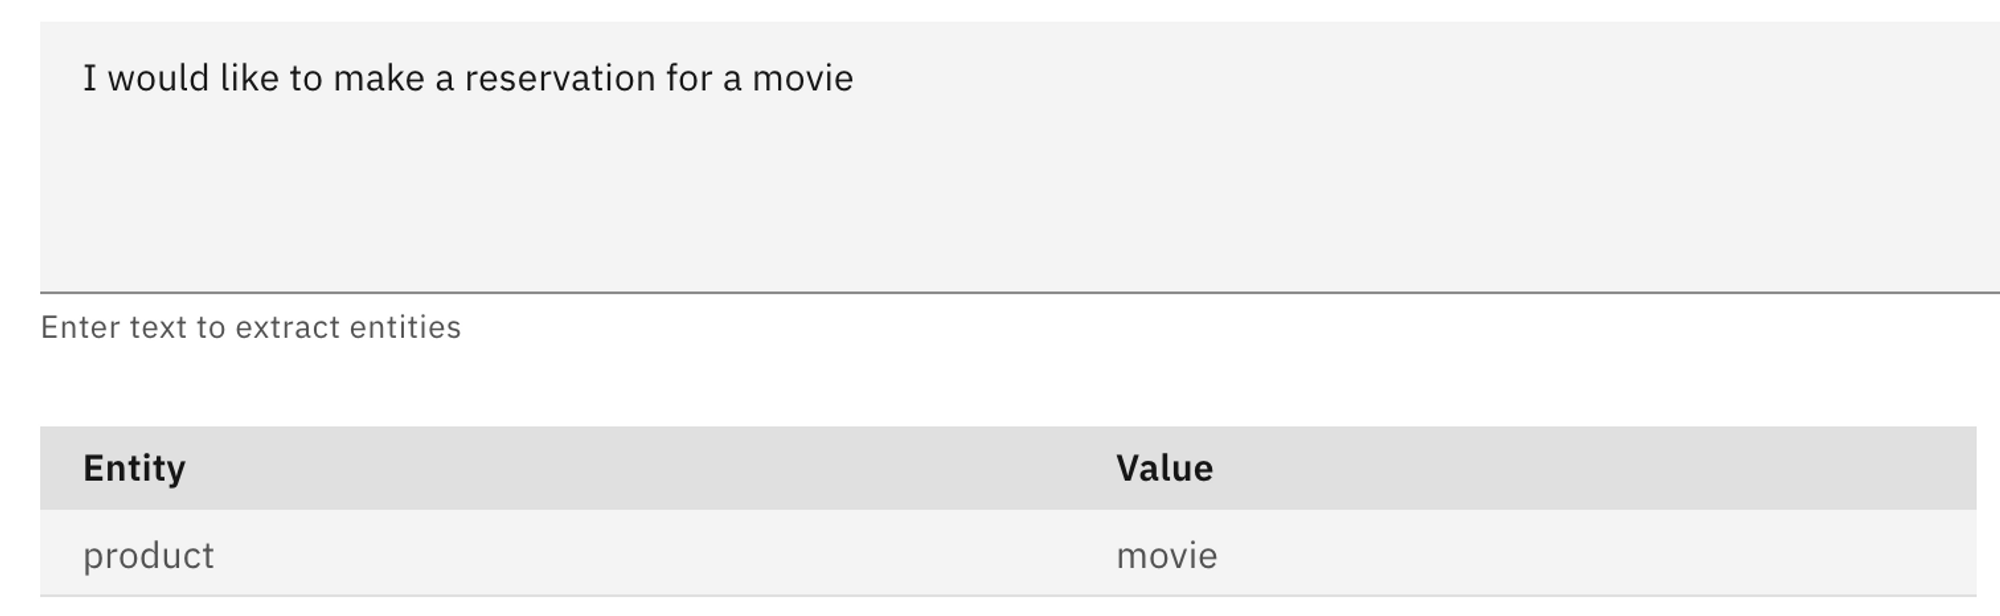 I would like to make a reservation for a movie
Enter text to extract entities
Entity Value
product movie